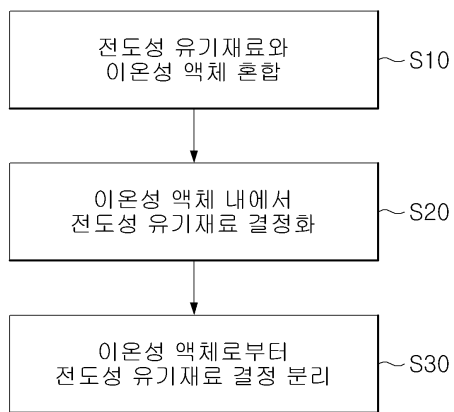 전도성 유기재료와
이온성 액체 혼합
S10
이온성 액체 내에서
전도성 유기재료 결정화
S20
이온성 액체로부터
전도성 유기재료 결정 분리
S30